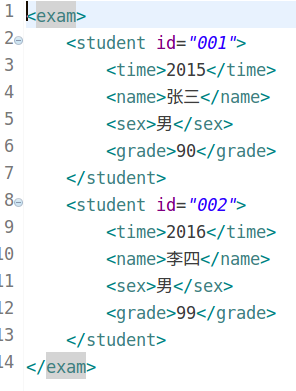 1 <exam>
2 <student id="001">
3 <time>2015</time>
4 <name>张三</name>
5 <sex>男</sex>
6 <grade>90</grade>
7 </student>
8 <student id="002">
9 <time>2016</time>
10 <name>李四</name>
11 <sex>男</sex>
12 <grade>99</grade>
13 </student>
14 </exam>